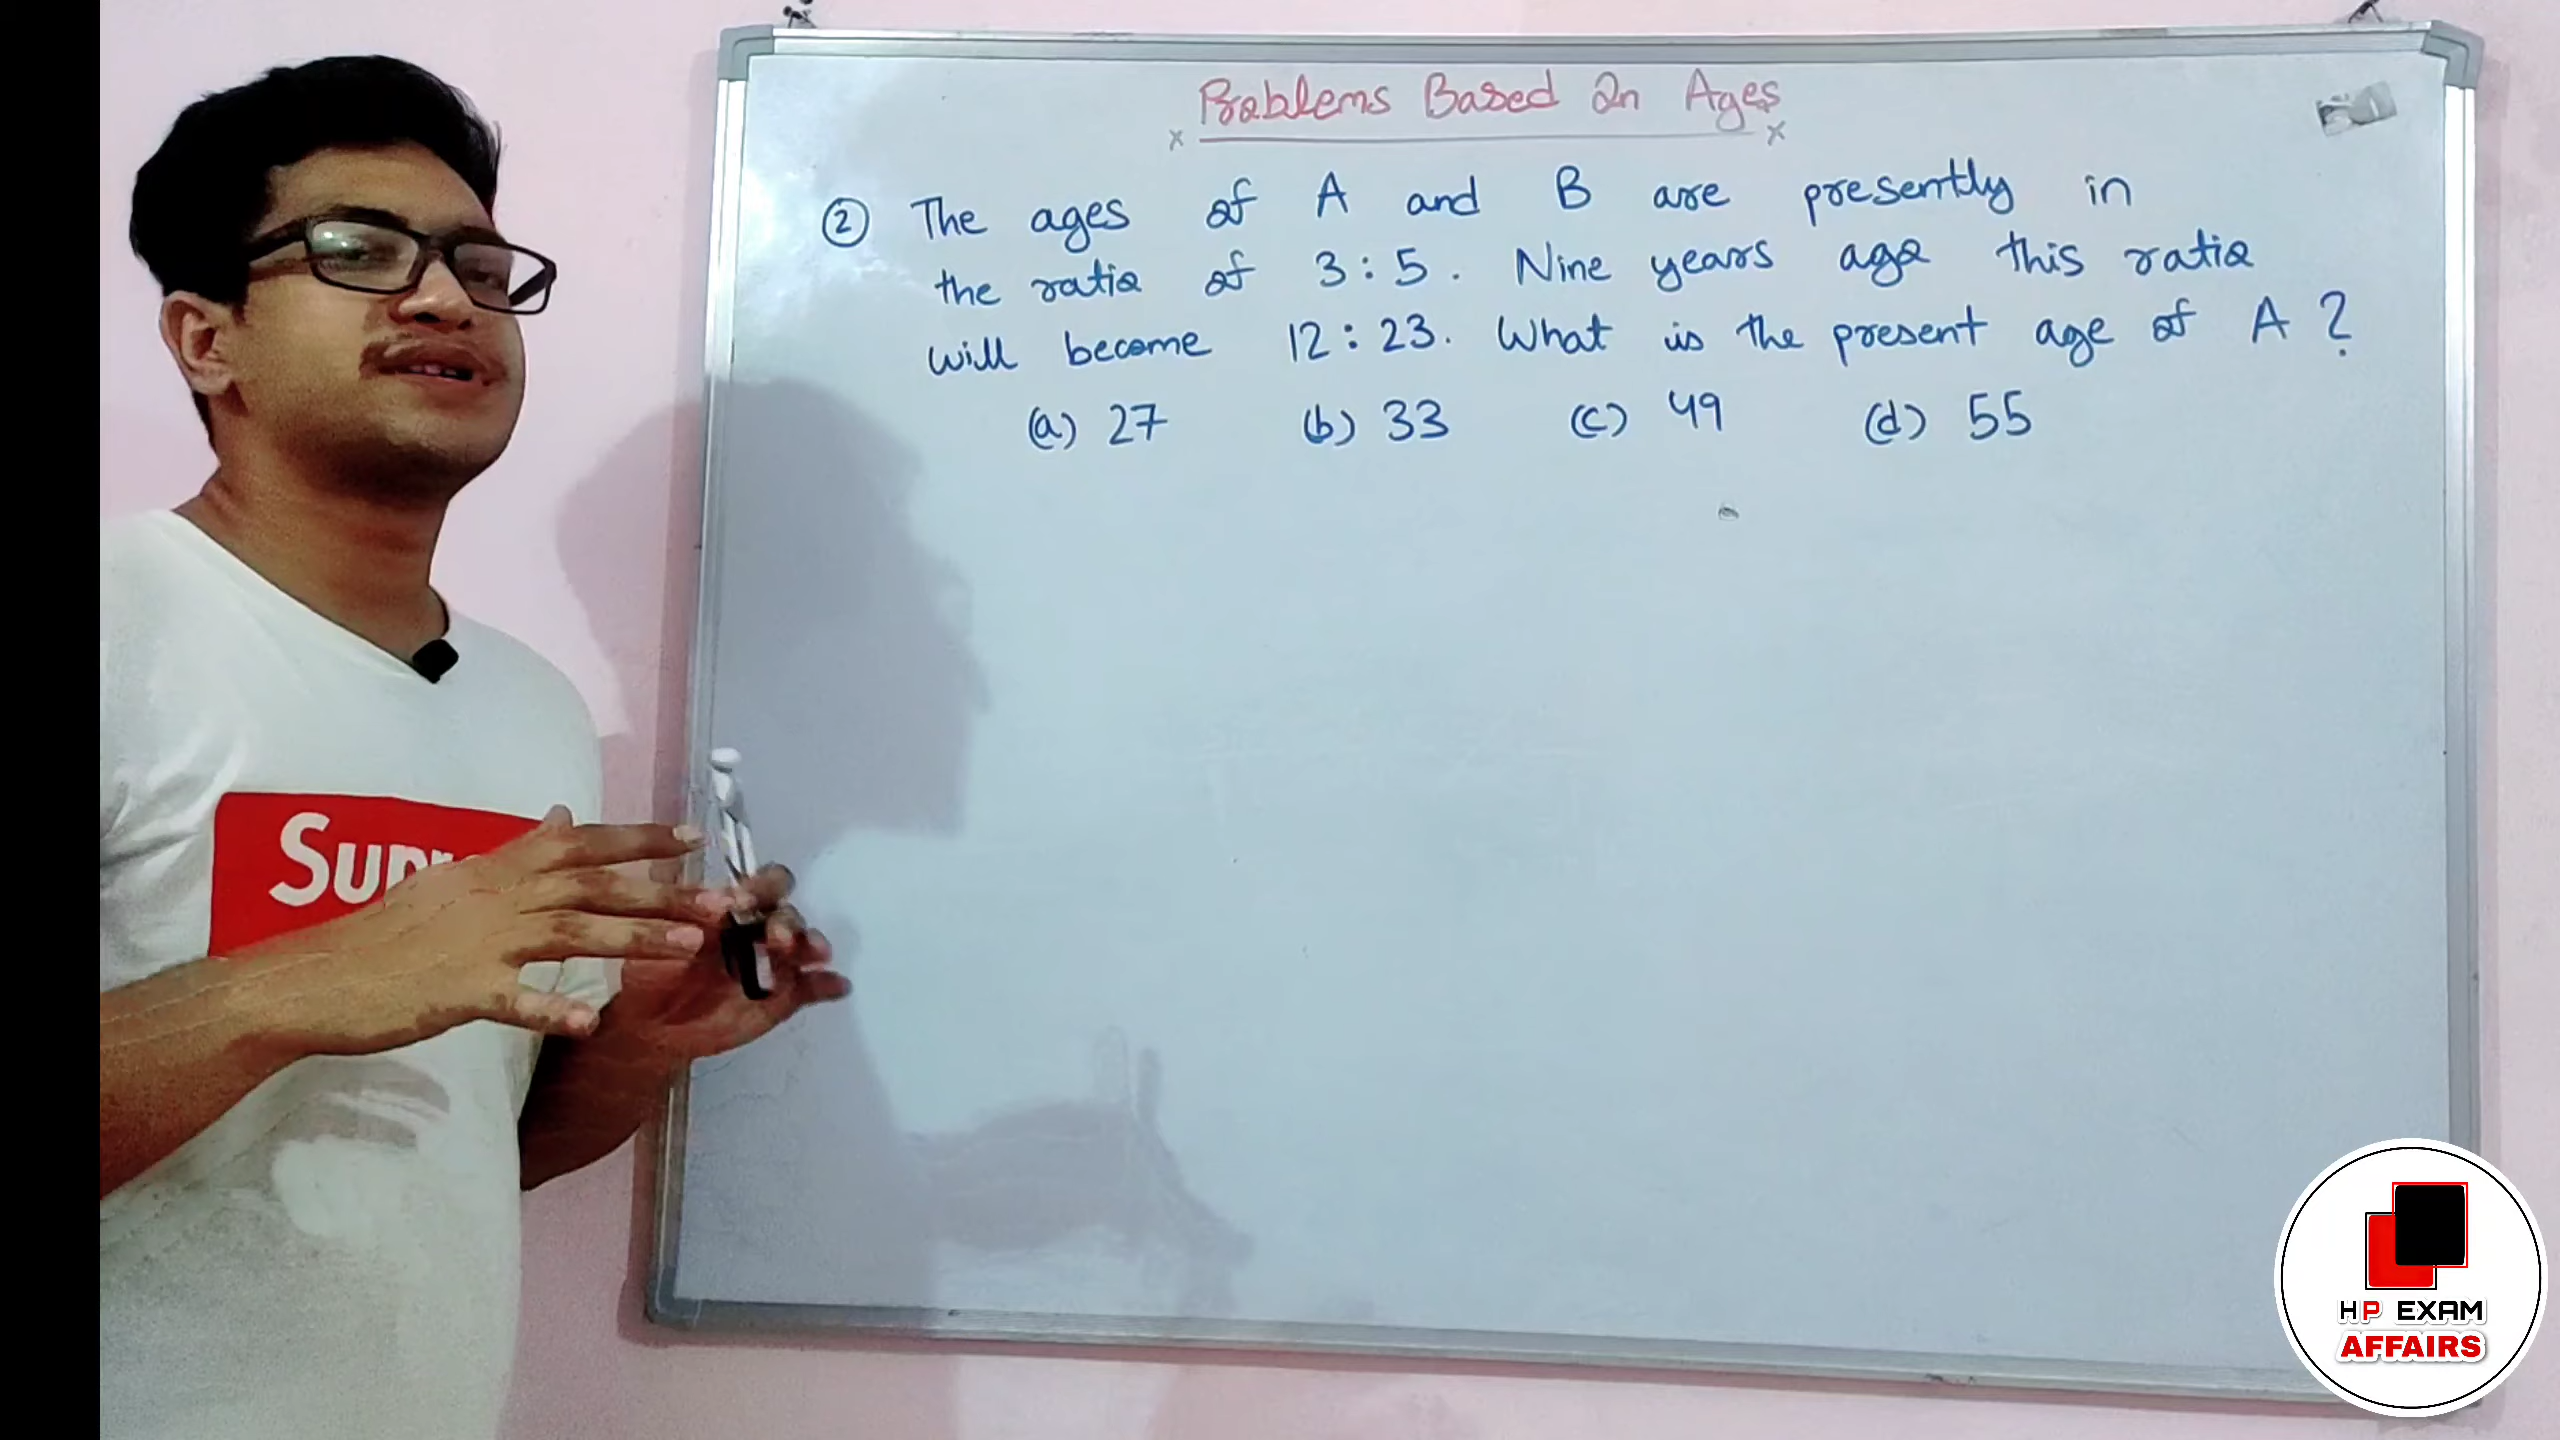 Problems Based On Ages
② The ages of A and B are presently in
the ratio of 3:5. Nine years ago this ratio
will become 12:23. What is the present age of A?
(a) 27 (b) 33 (c) 49 (d) 55
HP EXAM
AFFAIRS